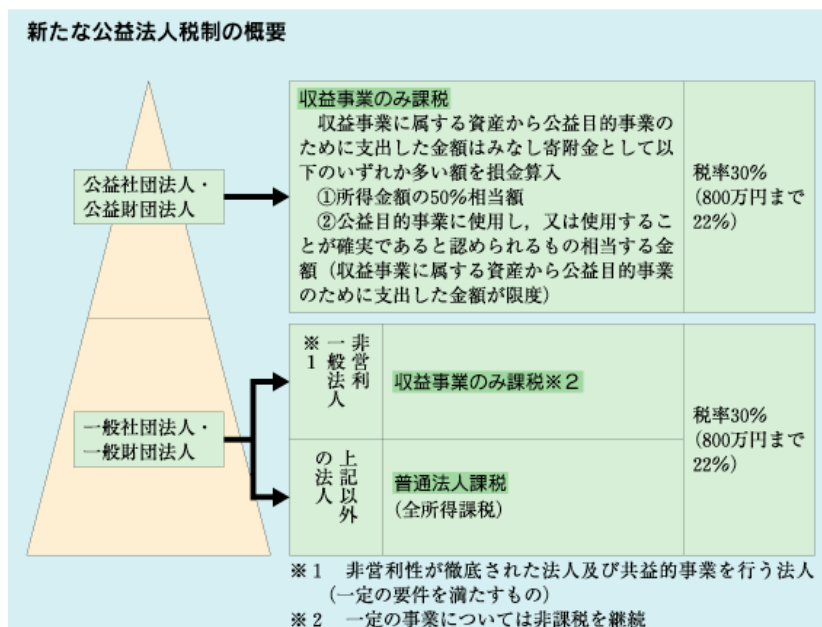 新たな公益法人税制の概要
公益社団法人・
公益財団法人
収益事業のみ課税
収益事業に属する資産から公益目的事業の
ために支出した金額はみなし寄附金として以
下のいずれか多い額を損金算入
①所得金額の50%相当額
②公益目的事業に使用し，又は使用するこ
とが確実であると認められるもの相当する金
額（収益事業に属する資産から公益目的事業
のために支出した金額が限度）
税率30%
(800万円まで
22%)
一般社団法人・
一般財団法人
非営利
一般法人
※1
収益事業のみ課税※2
上記以外
の法人
普通法人課税
(全所得課税)
税率30%
(800万円まで
22%)
※1 非営利性が徹底された法人及び共益的事業を行う法人
(一定の要件を満たすもの)
※2 一定の事業については非課税を継続